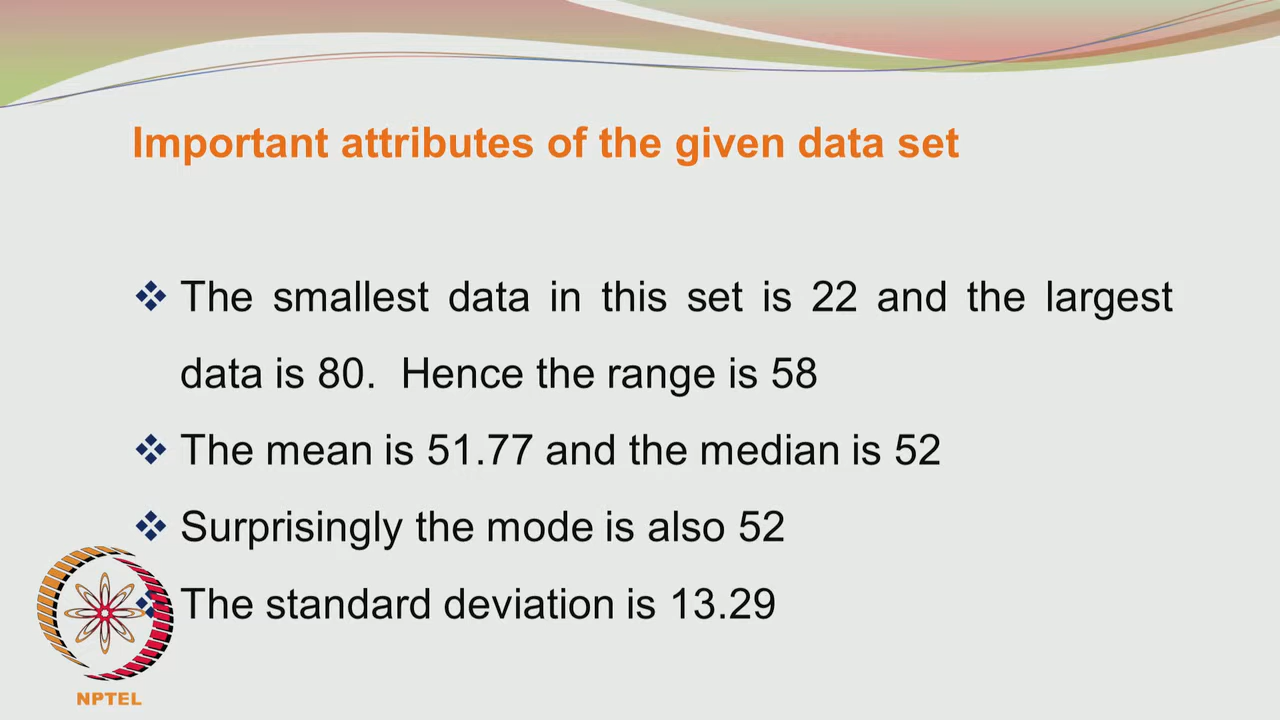 Important attributes of the given data set
The smallest data in this set is 22 and the largest
data is 80. Hence the range is 58
The mean is 51.77 and the median is 52
Surprisingly the mode is also 52
The standard deviation is 13.29
NPTEL